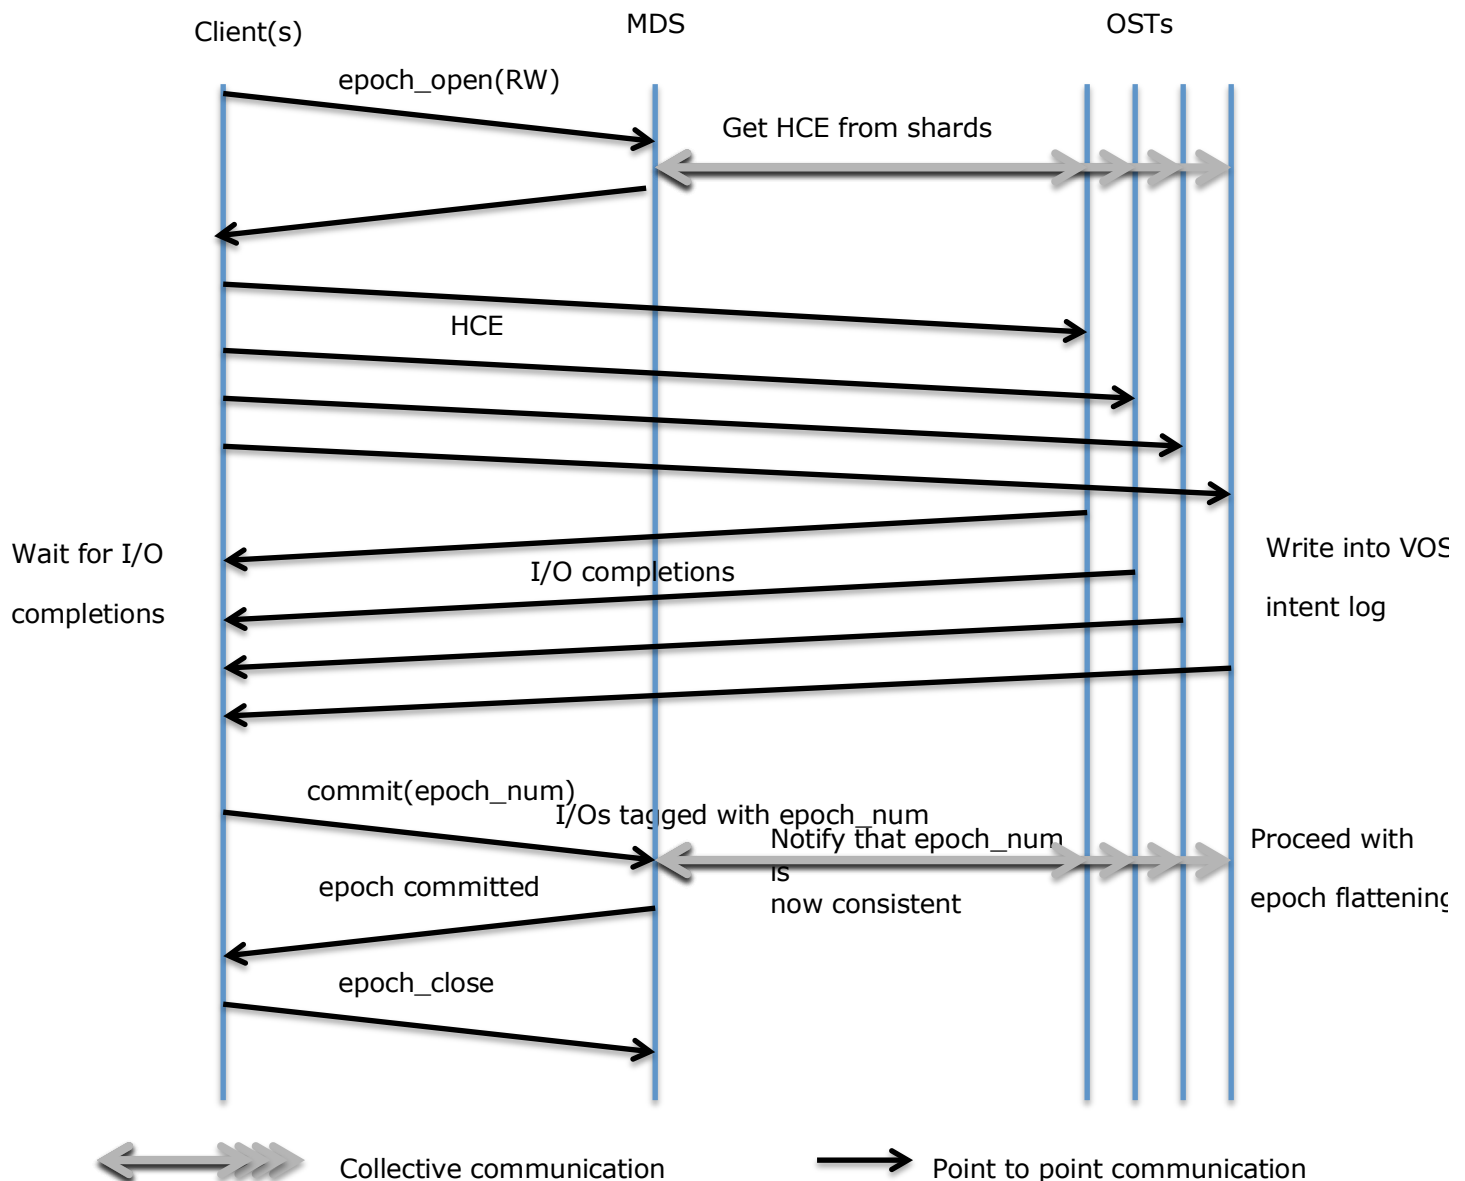 Client(s)
MDS
OSTs
epoch_open(RW)
Get HCE from shards
HCE
Wait for I/O
completions
I/O completions
Write into VOS
intent log
commit(epoch_num)
I/Os tagged with epoch_num
Notify that epoch_num
is
now consistent
Proceed with
epoch flattening
epoch committed
epoch_close
Collective communication
Point to point communication